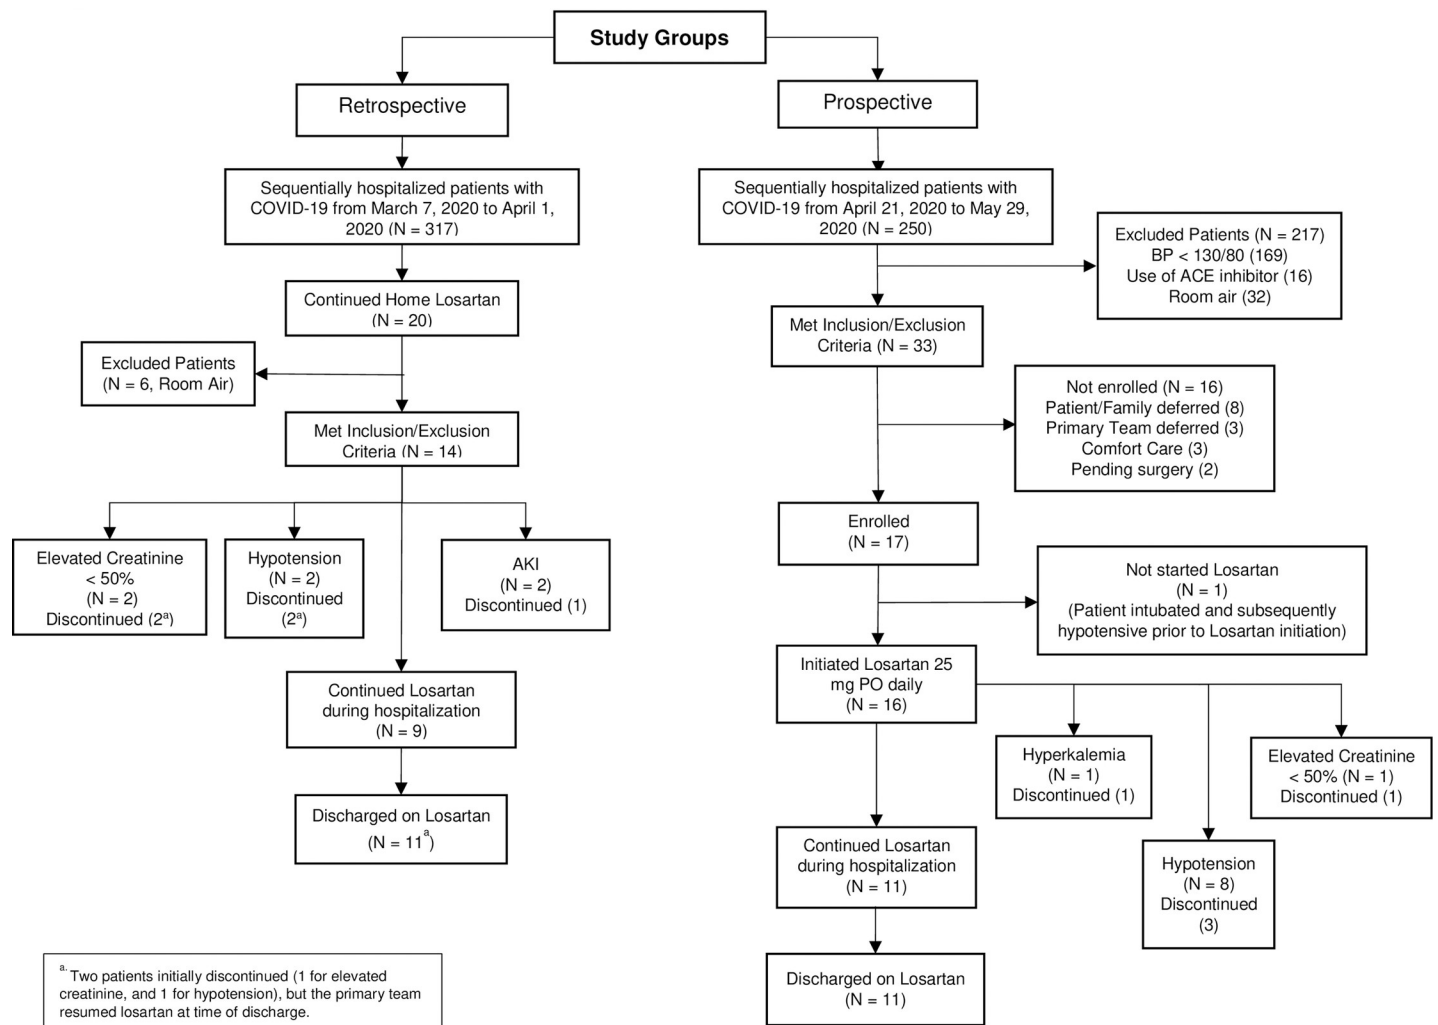 Study Groups
Retrospective
Sequentially hospitalized patients with
COVID-19 from March 7, 2020 to April 1,
2020 (N = 317)
Continued Home Losartan
(N = 20)
Excluded Patients
(N = 6, Room Air)
Met Inclusion/Exclusion
Criteria (N = 14)
Elevated Creatinine
< 50%
(N = 2)
Discontinued (2ª)
Hypotension
(N = 2)
Discontinued
(2ª)
AKI
(N = 2)
Discontinued (1)
Continued Losartan
during hospitalization
(N = 9)
Discharged on Losartan
(N = 11ª)
a. Two patients initially discontinued (1 for elevated
creatinine, and 1 for hypotension), but the primary team
resumed losartan at time of discharge.
Prospective
Sequentially hospitalized patients with
COVID-19 from April 21, 2020 to May 29,
2020 (N = 250)
Excluded Patients (N = 217)
BP < 130/80 (169)
Use of ACE inhibitor (16)
Room air (32)
Met Inclusion/Exclusion
Criteria (N = 33)
Not enrolled (N = 16)
Patient/Family deferred (8)
Primary Team deferred (3)
Comfort Care (3)
Pending surgery (2)
Enrolled
(N = 17)
Not started Losartan
(N = 1)
(Patient intubated and subsequently
hypotensive prior to Losartan initiation)
Initiated Losartan 25
mg PO daily
(N = 16)
Hyperkalemia
(N = 1)
Discontinued (1)
Elevated Creatinine
< 50% (N = 1)
Discontinued (1)
Hypotension
(N = 8)
Discontinued
(3)
Continued Losartan
during hospitalization
(N = 11)
Discharged on Losartan
(N = 11)